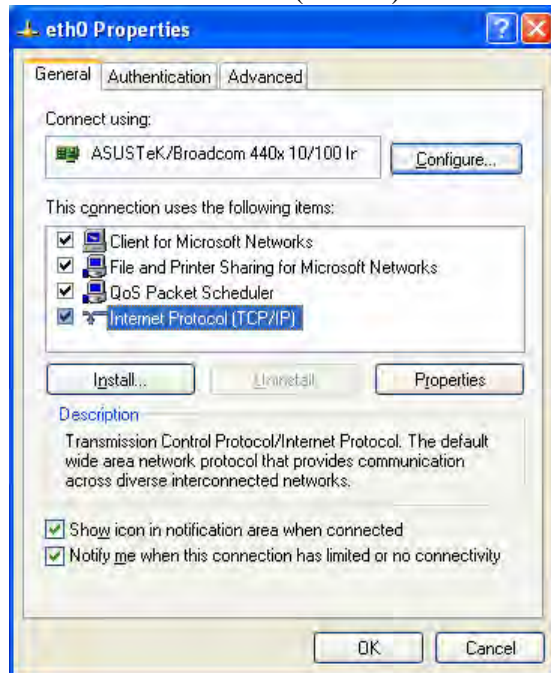 eth0 Properties
General Authentication Advanced
Connect using:
ASUSTeK/Broadcom 440x 10/100 Ir Configure...
This connection uses the following items:
Client for Microsoft Networks
File and Printer Sharing for Microsoft Networks
QoS Packet Scheduler
Internet Protocol (TCP/IP)
Install... Uninstall Properties
Description
Transmission Control Protocol/Internet Protocol. The default
wide area network protocol that provides communication
across diverse interconnected networks.
Show icon in notification area when connected
Notify me when this connection has limited or no connectivity
OK Cancel